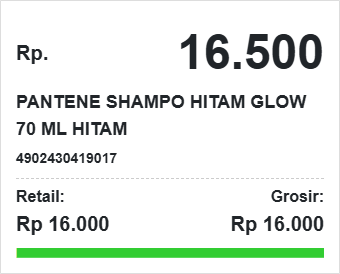 Rp. 16.500
PANTENE SHAMPO HITAM GLOW
70 ML HITAM
4902430419017
Retail: Grosir:
Rp 16.000 Rp 16.000